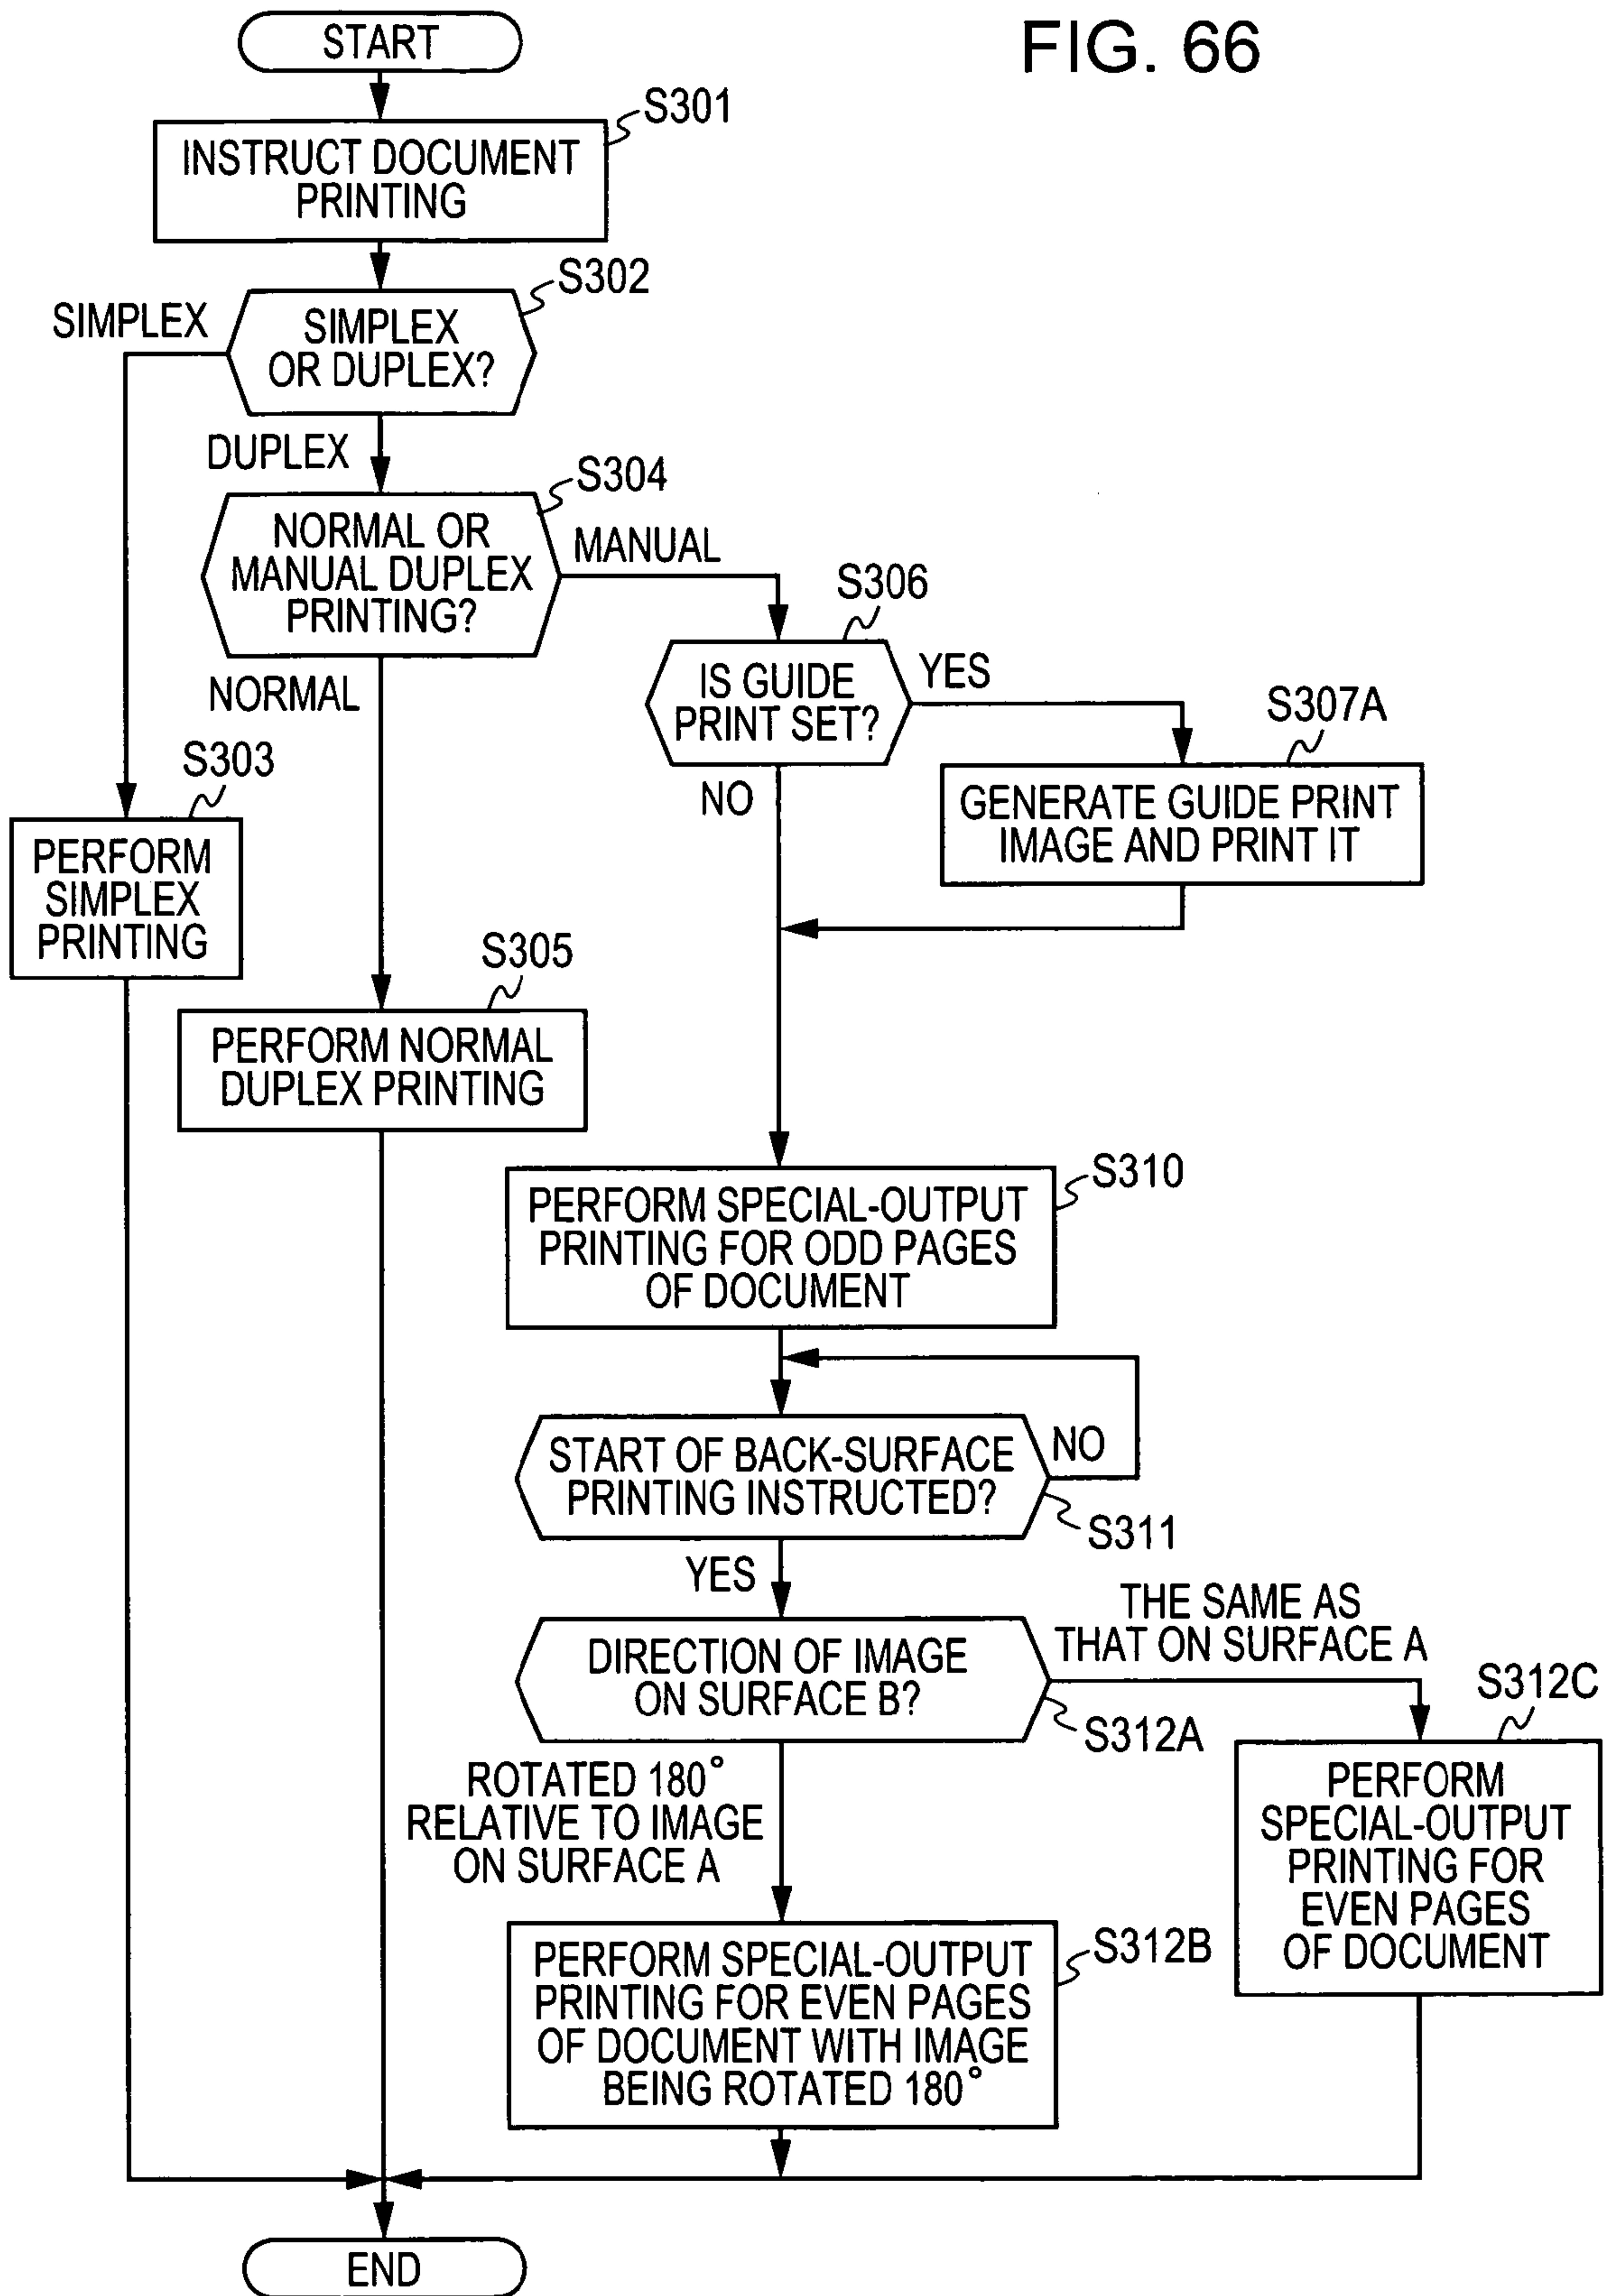 FIG. 66
START
S301
INSTRUCT DOCUMENT
PRINTING
S302
SIMPLEX
SIMPLEX
OR DUPLEX?
DUPLEX
S304
NORMAL OR
MANUAL DUPLEX
PRINTING?
MANUAL
NORMAL
S306
IS GUIDE
PRINT SET?
YES
NO
S307A
GENERATE GUIDE PRINT
IMAGE AND PRINT IT
S303
PERFORM
SIMPLEX
PRINTING
S305
PERFORM NORMAL
DUPLEX PRINTING
S310
PERFORM SPECIAL-OUTPUT
PRINTING FOR ODD PAGES
OF DOCUMENT
START OF BACK-SURFACE
PRINTING INSTRUCTED?
NO
S311
YES
DIRECTION OF IMAGE
ON SURFACE B?
THE SAME AS
THAT ON SURFACE A
S312A
S312C
PERFORM
SPECIAL-OUTPUT
PRINTING FOR
EVEN PAGES
OF DOCUMENT
ROTATED 180°
RELATIVE TO IMAGE
ON SURFACE A
S312B
PERFORM SPECIAL-OUTPUT
PRINTING FOR EVEN PAGES
OF DOCUMENT WITH IMAGE
BEING ROTATED 180°
END